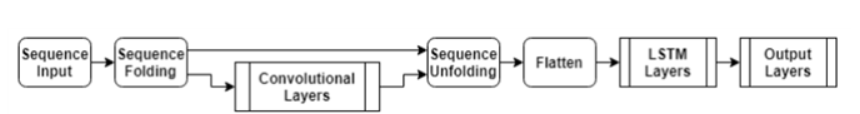 Sequence
Input
Sequence
Folding
Convolutional
Layers
Sequence
Unfolding
Flatten
LSTM
Layers
Output
Layers